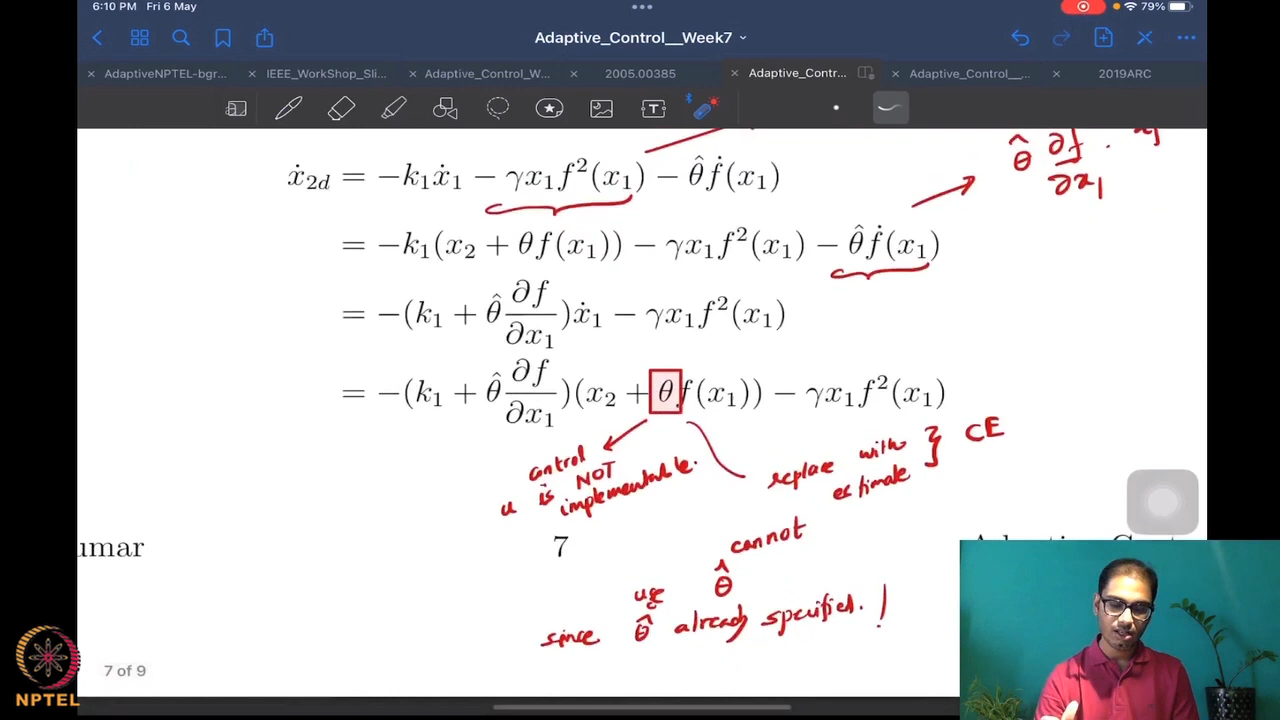 6:10 PM Fri 6 May
79%
Adaptive_Control__Week7
AdaptiveNPTEL-bgr...
IEEE_WorkShop_Sli...
Adaptive_Control_W...
2005.00385
Adaptive_Contr...
Adaptive_Control__...
2019ARC
θ̂ ∂f/∂x₁ · ẋ₁
ẋ₂d = −k₁ẋ₁ − γx₁f²(x₁) − θ̂ḟ(x₁)
= −k₁(x₂ + θf(x₁)) − γx₁f²(x₁) − θ̂ḟ(x₁)
= −(k₁ + θ̂ ∂f/∂x₁)ẋ₁ − γx₁f²(x₁)
= −(k₁ + θ̂ ∂f/∂x₁)(x₂ + θf(x₁)) − γx₁f²(x₁)
control
u is NOT
implementable.
replace with
estimate } CE
umar
7
cannot
use θ̂
since θ̂̇ already specified. !
7 of 9
NPTEL